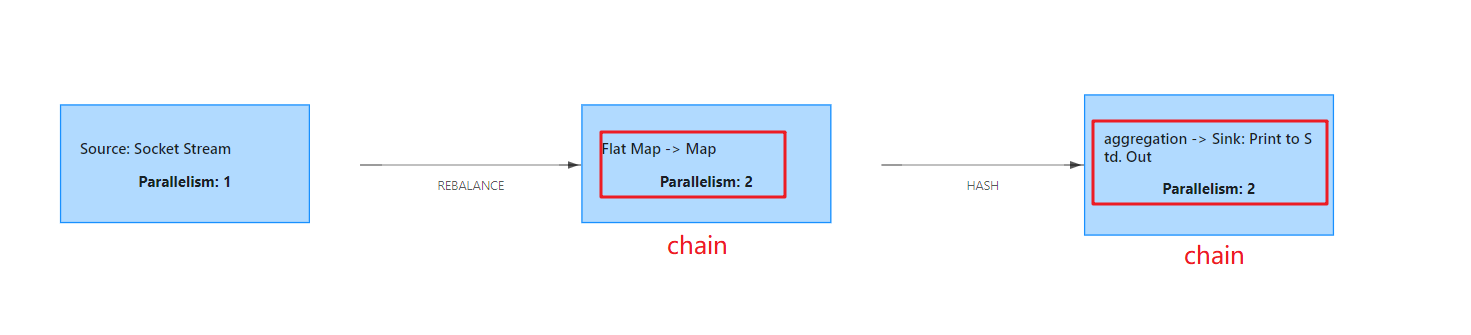 Source: Socket Stream
Parallelism: 1
REBALANCE
Flat Map -> Map
Parallelism: 2
chain
HASH
aggregation -> Sink: Print to S
td. Out
Parallelism: 2
chain